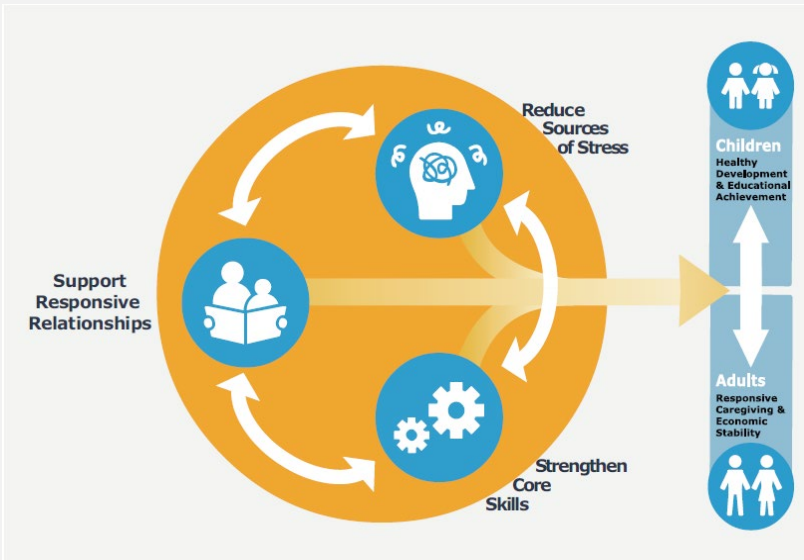 Reduce
Sources
of Stress
Support
Responsive
Relationships
Strengthen
Core
Skills
Children
Healthy
Development
& Educational
Achievement
Adults
Responsive
Caregiving &
Economic
Stability